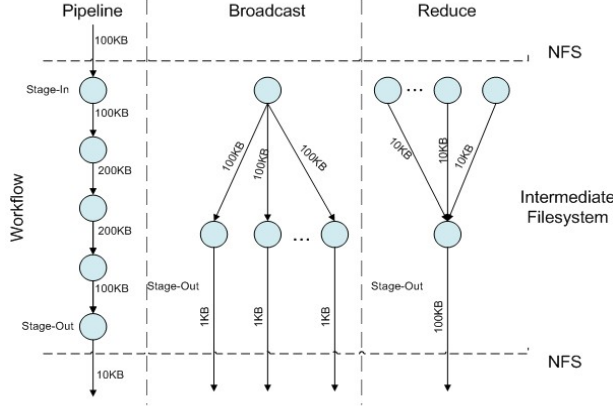 Pipeline
Broadcast
Reduce
100KB
NFS
Stage-In
100KB
200KB
200KB
100KB
Stage-Out
10KB
100KB
100KB
100KB
...
Stage-Out
1KB
1KB
1KB
...
10KB
10KB
10KB
Stage-Out
100KB
Workflow
Intermediate
Filesystem
NFS